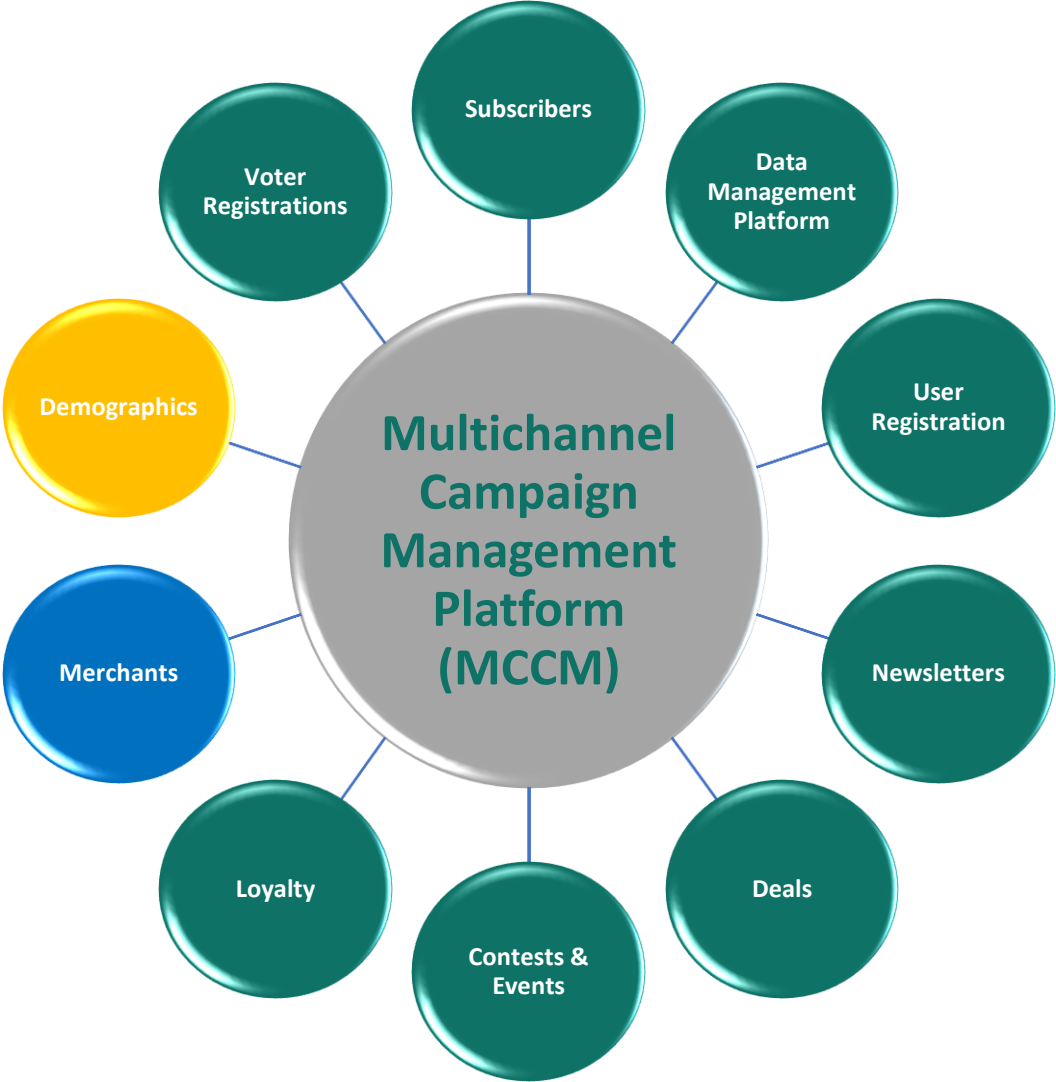 Subscribers
Data
Management
Platform
User
Registration
Newsletters
Deals
Contests &
Events
Loyalty
Merchants
Demographics
Voter
Registrations
Multichannel
Campaign
Management
Platform
(MCCM)